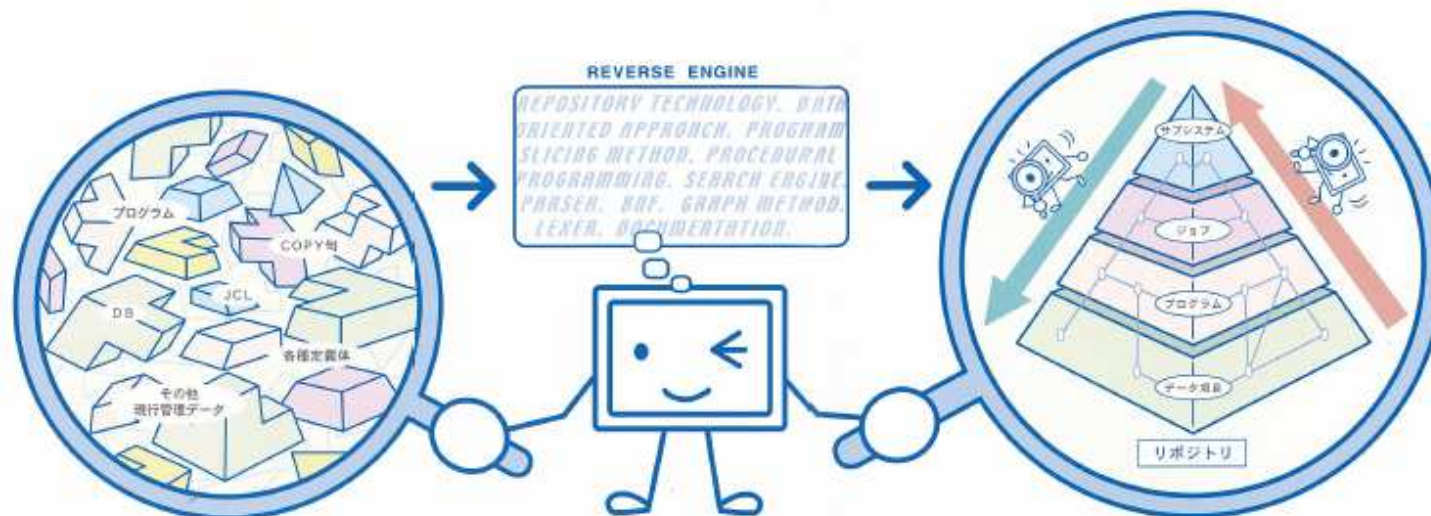 REVERSE ENGINE
REPOSITORY TECHNOLOGY. DATA
ORIENTED APPROACH. PROGRAM
SLICING METHOD. PROCEDURAL
PROGRAMMING. SEARCH ENGINE.
PARSER. BNF. GRAPH METHOD.
LEXER. DOCUMENTATION.
プログラム
COPY句
JCL
DB
各種定義体
その他
現行管理データ
サブシステム
ジョブ
プログラム
データ項目
リポジトリ